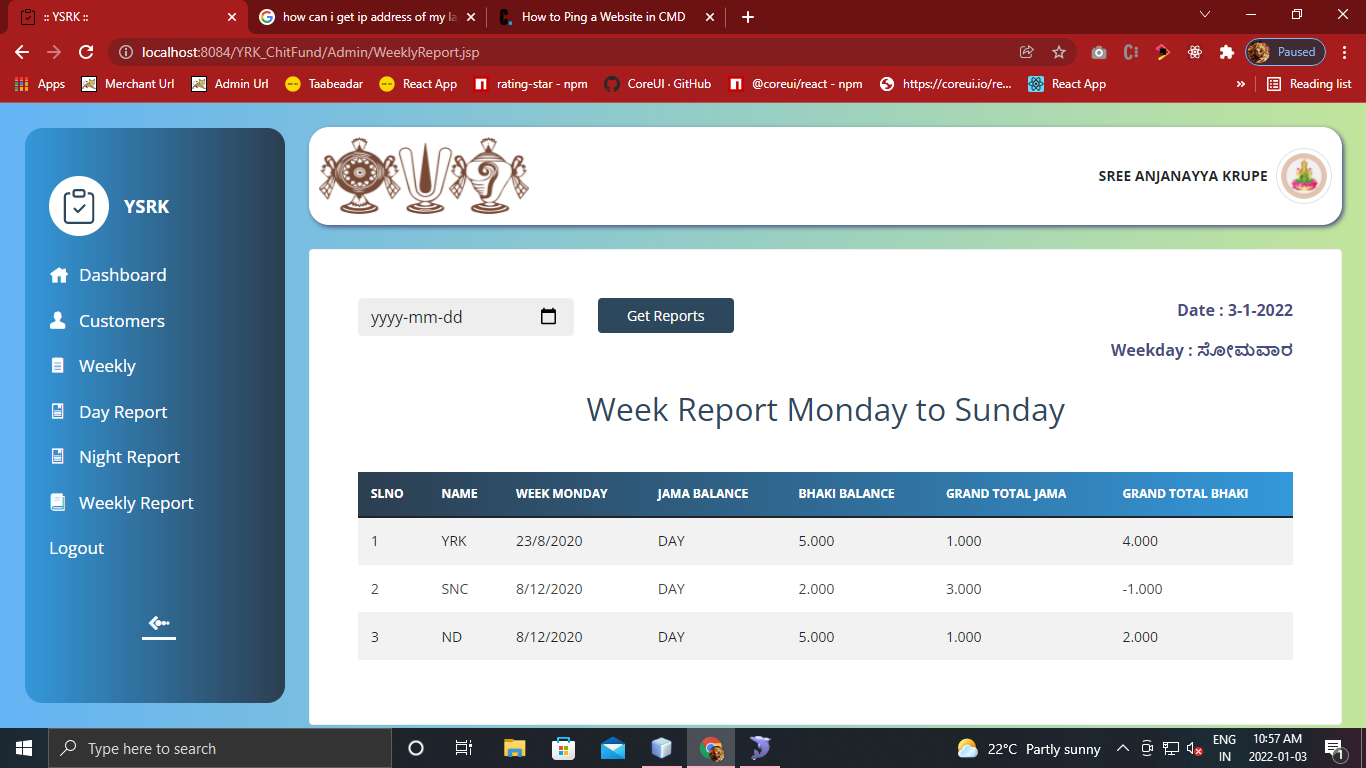 :: YSRK ::
how can i get ip address of my la
How to Ping a Website in CMD
localhost:8084/YRK_ChitFund/Admin/WeeklyReport.jsp
Paused
Apps
Merchant Url
Admin Url
Taabeadar
React App
rating-star - npm
CoreUI · GitHub
@coreui/react - npm
https://coreui.io/re...
React App
Reading list
YSRK
Dashboard
Customers
Weekly
Day Report
Night Report
Weekly Report
Logout
SREE ANJANAYYA KRUPE
yyyy-mm-dd
Get Reports
Date : 3-1-2022
Weekday : ಸೋಮವಾರ
Week Report Monday to Sunday
SLNO NAME WEEK MONDAY JAMA BALANCE BHAKI BALANCE GRAND TOTAL JAMA GRAND TOTAL BHAKI
1 YRK 23/8/2020 DAY 5.000 1.000 4.000
2 SNC 8/12/2020 DAY 2.000 3.000 -1.000
3 ND 8/12/2020 DAY 5.000 1.000 2.000
Type here to search
22°C Partly sunny
ENG
IN
10:57 AM
2022-01-03
1